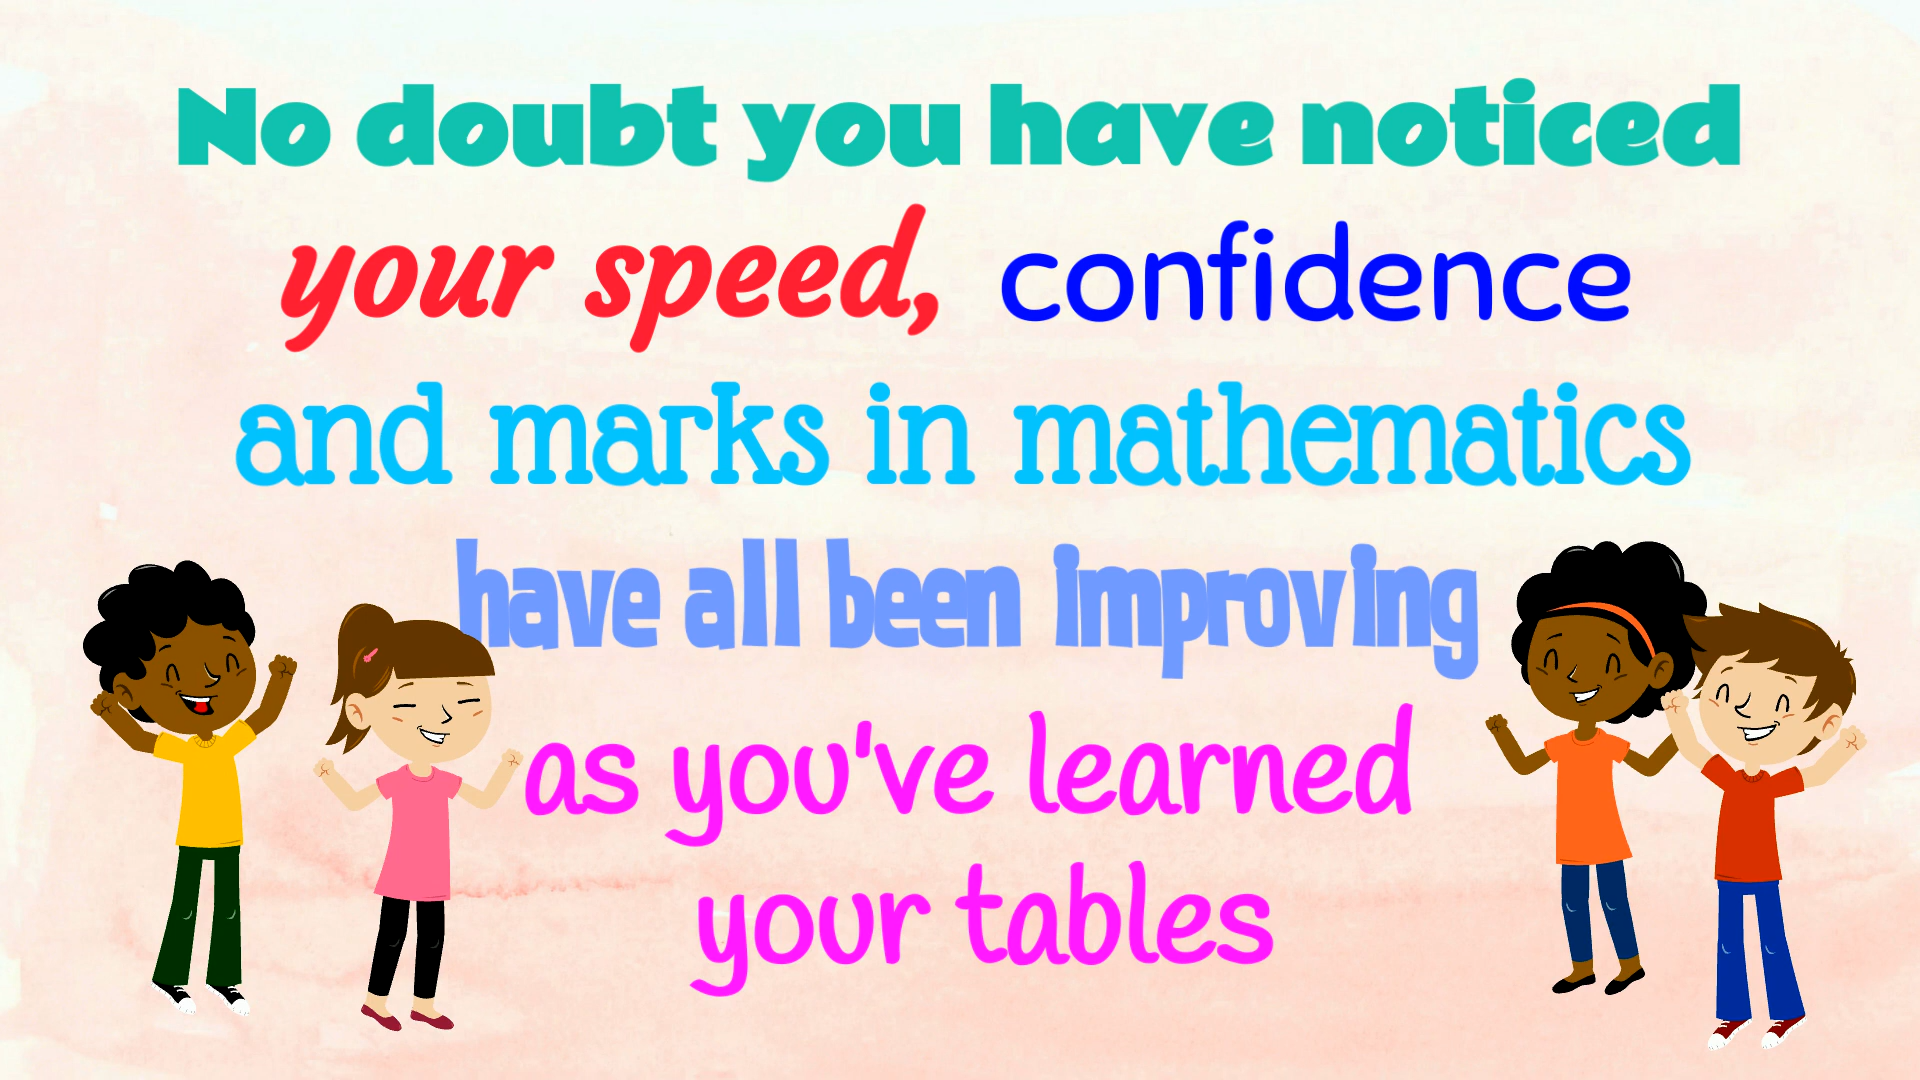 No doubt you have noticed
your speed, confidence
and marks in mathematics
have all been improving
as you've learned
your tables